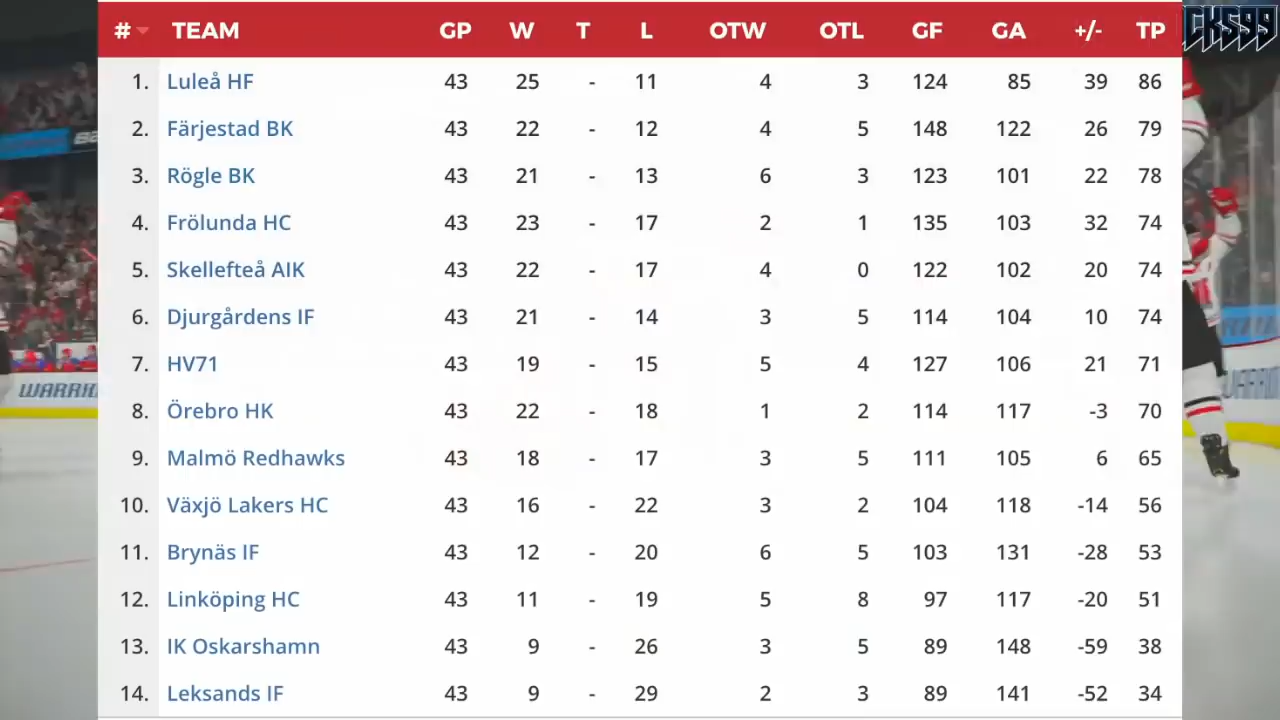 # TEAM GP W T L OTW OTL GF GA +/- TP
1. Luleå HF 43 25 - 11 4 3 124 85 39 86
2. Färjestad BK 43 22 - 12 4 5 148 122 26 79
3. Rögle BK 43 21 - 13 6 3 123 101 22 78
4. Frölunda HC 43 23 - 17 2 1 135 103 32 74
5. Skellefteå AIK 43 22 - 17 4 0 122 102 20 74
6. Djurgårdens IF 43 21 - 14 3 5 114 104 10 74
7. HV71 43 19 - 15 5 4 127 106 21 71
8. Örebro HK 43 22 - 18 1 2 114 117 -3 70
9. Malmö Redhawks 43 18 - 17 3 5 111 105 6 65
10. Växjö Lakers HC 43 16 - 22 3 2 104 118 -14 56
11. Brynäs IF 43 12 - 20 6 5 103 131 -28 53
12. Linköping HC 43 11 - 19 5 8 97 117 -20 51
13. IK Oskarshamn 43 9 - 26 3 5 89 148 -59 38
14. Leksands IF 43 9 - 29 2 3 89 141 -52 34
CKS99